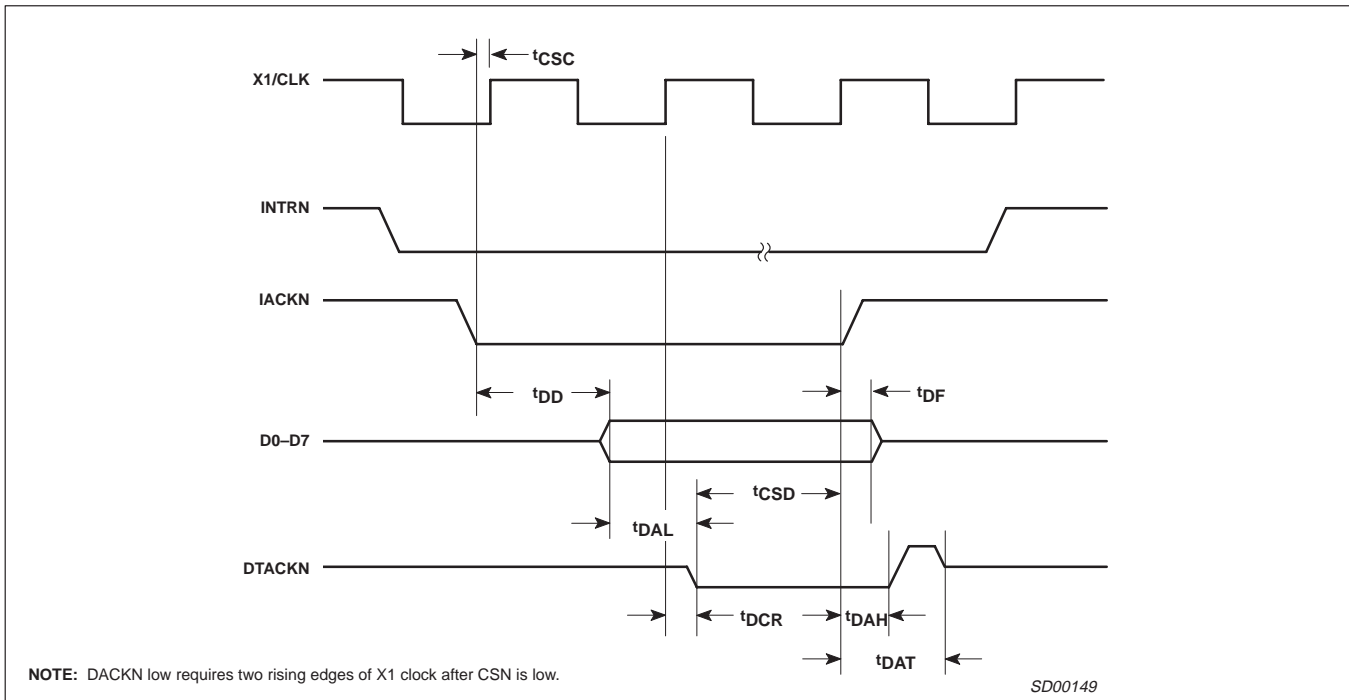 tCSC
X1/CLK
INTRN
IACKN
tDD
tDF
D0–D7
tCSD
tDAL
DTACKN
tDCR
tDAH
tDAT
NOTE: DACKN low requires two rising edges of X1 clock after CSN is low.
SD00149